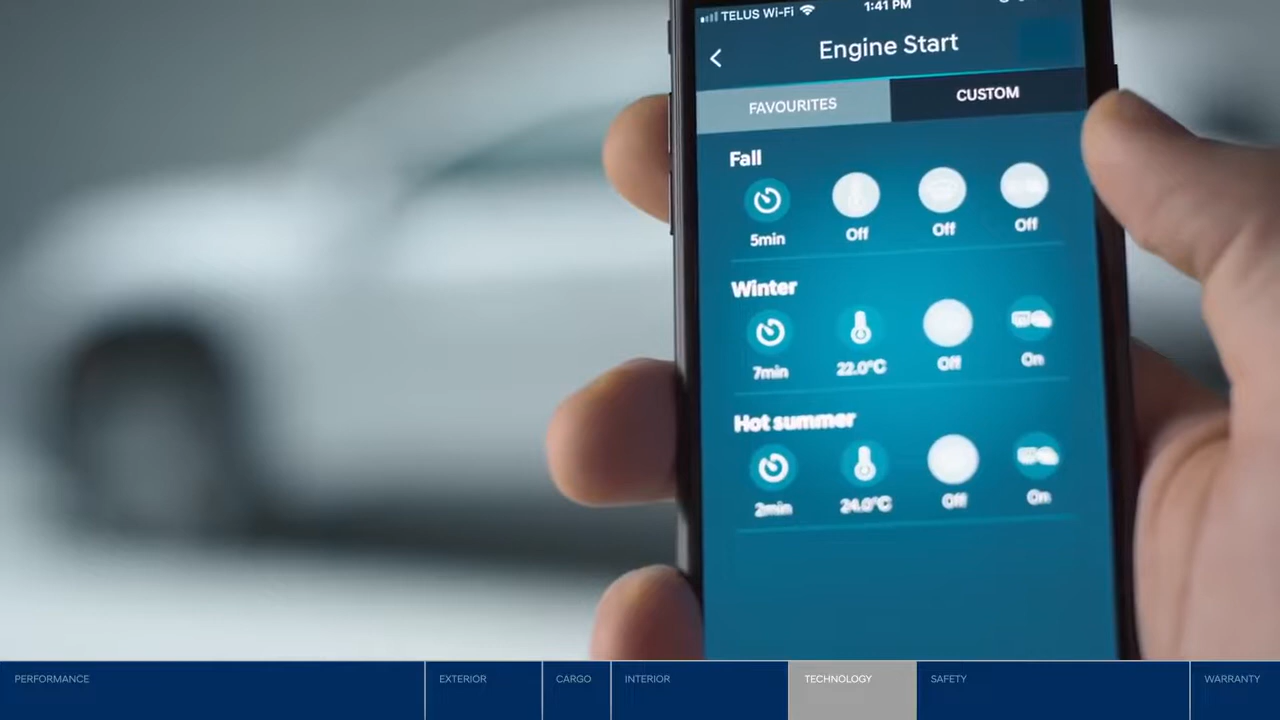 TELUS Wi-Fi 1:41 PM
Engine Start
FAVOURITES CUSTOM
Fall
5min Off Off Off
Winter
7min 22.0°C Off On
Hot summer
2min 24.0°C Off On
PERFORMANCE EXTERIOR CARGO INTERIOR TECHNOLOGY SAFETY WARRANTY